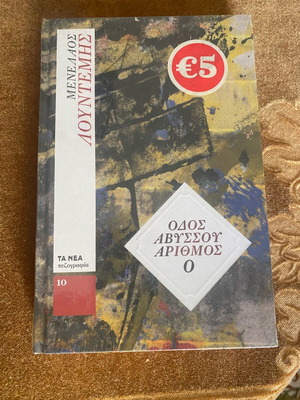 ΜΕΝΕΛΑΟΣ
ΛΟΥΝΤΕΜΗΣ
€5
ΟΔΟΣ
ΑΒΥΣΣΟΥ
ΑΡΙΘΜΟΣ
0
ΤΑ ΝΕΑ
πεζογραφία
10